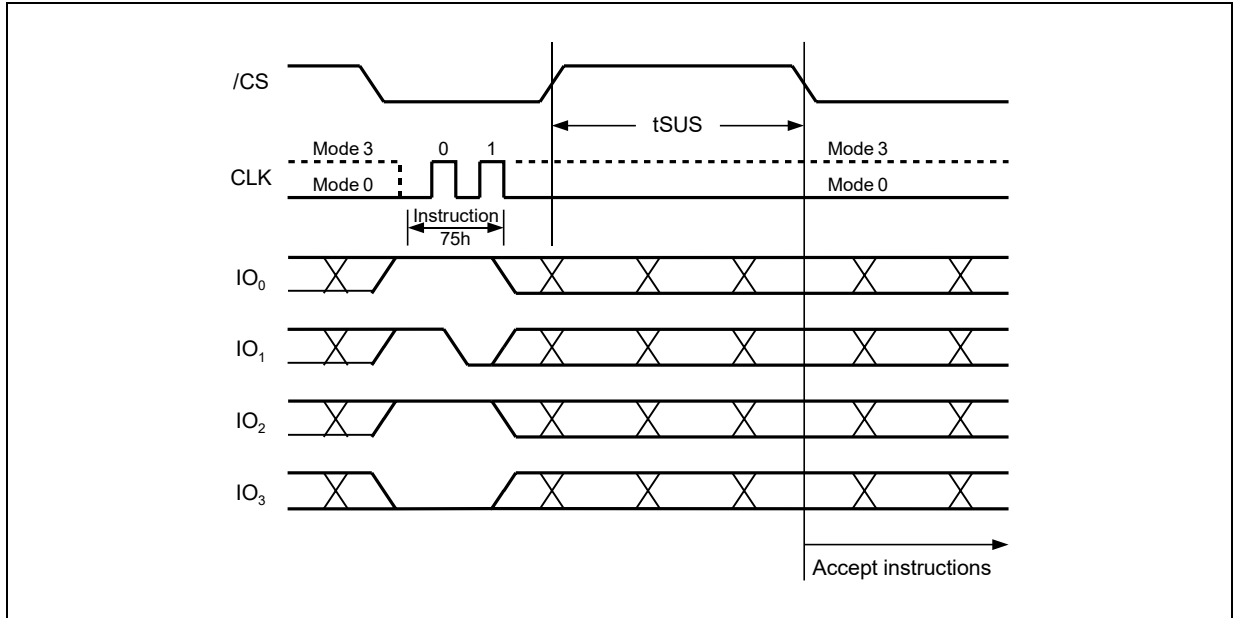 /CS
tSUS
Mode 3 0 1 Mode 3
CLK
Mode 0 Mode 0
Instruction
75h
IO₀
IO₁
IO₂
IO₃
Accept instructions